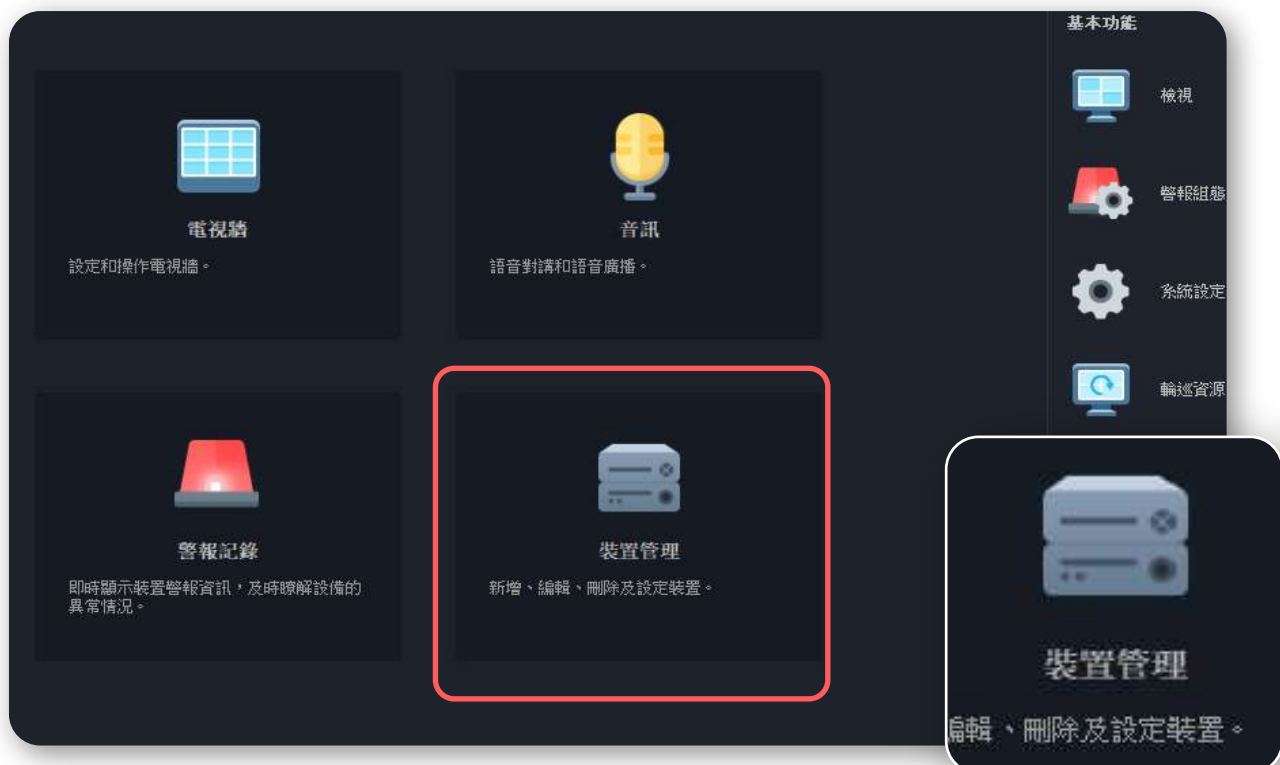 基本功能
電視牆
設定和操作電視牆。
音訊
語音對講和語音廣播。
檢視
警報組態
系統設定
輪巡資源
警報記錄
即時顯示裝置警報資訊，及時瞭解設備的
異常情況。
裝置管理
新增、編輯、刪除及設定裝置。
裝置管理
編輯、刪除及設定裝置。